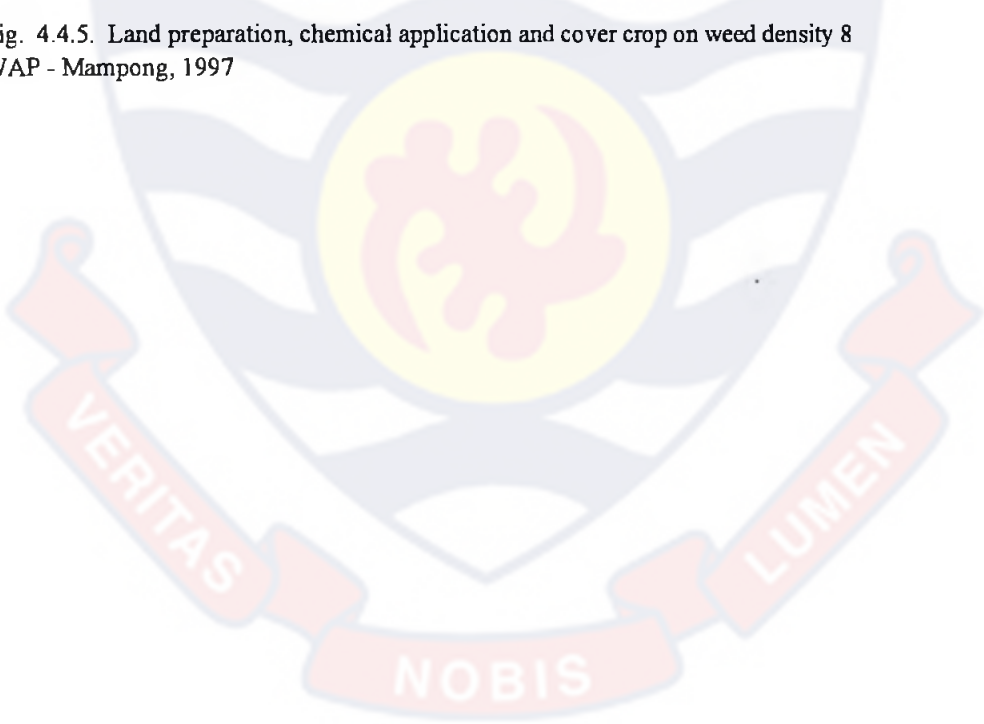 ig. 4.4.5. Land preparation, chemical application and cover crop on weed density 8
/AP - Mampong, 1997
VERITAS
NOBIS
LUMEN